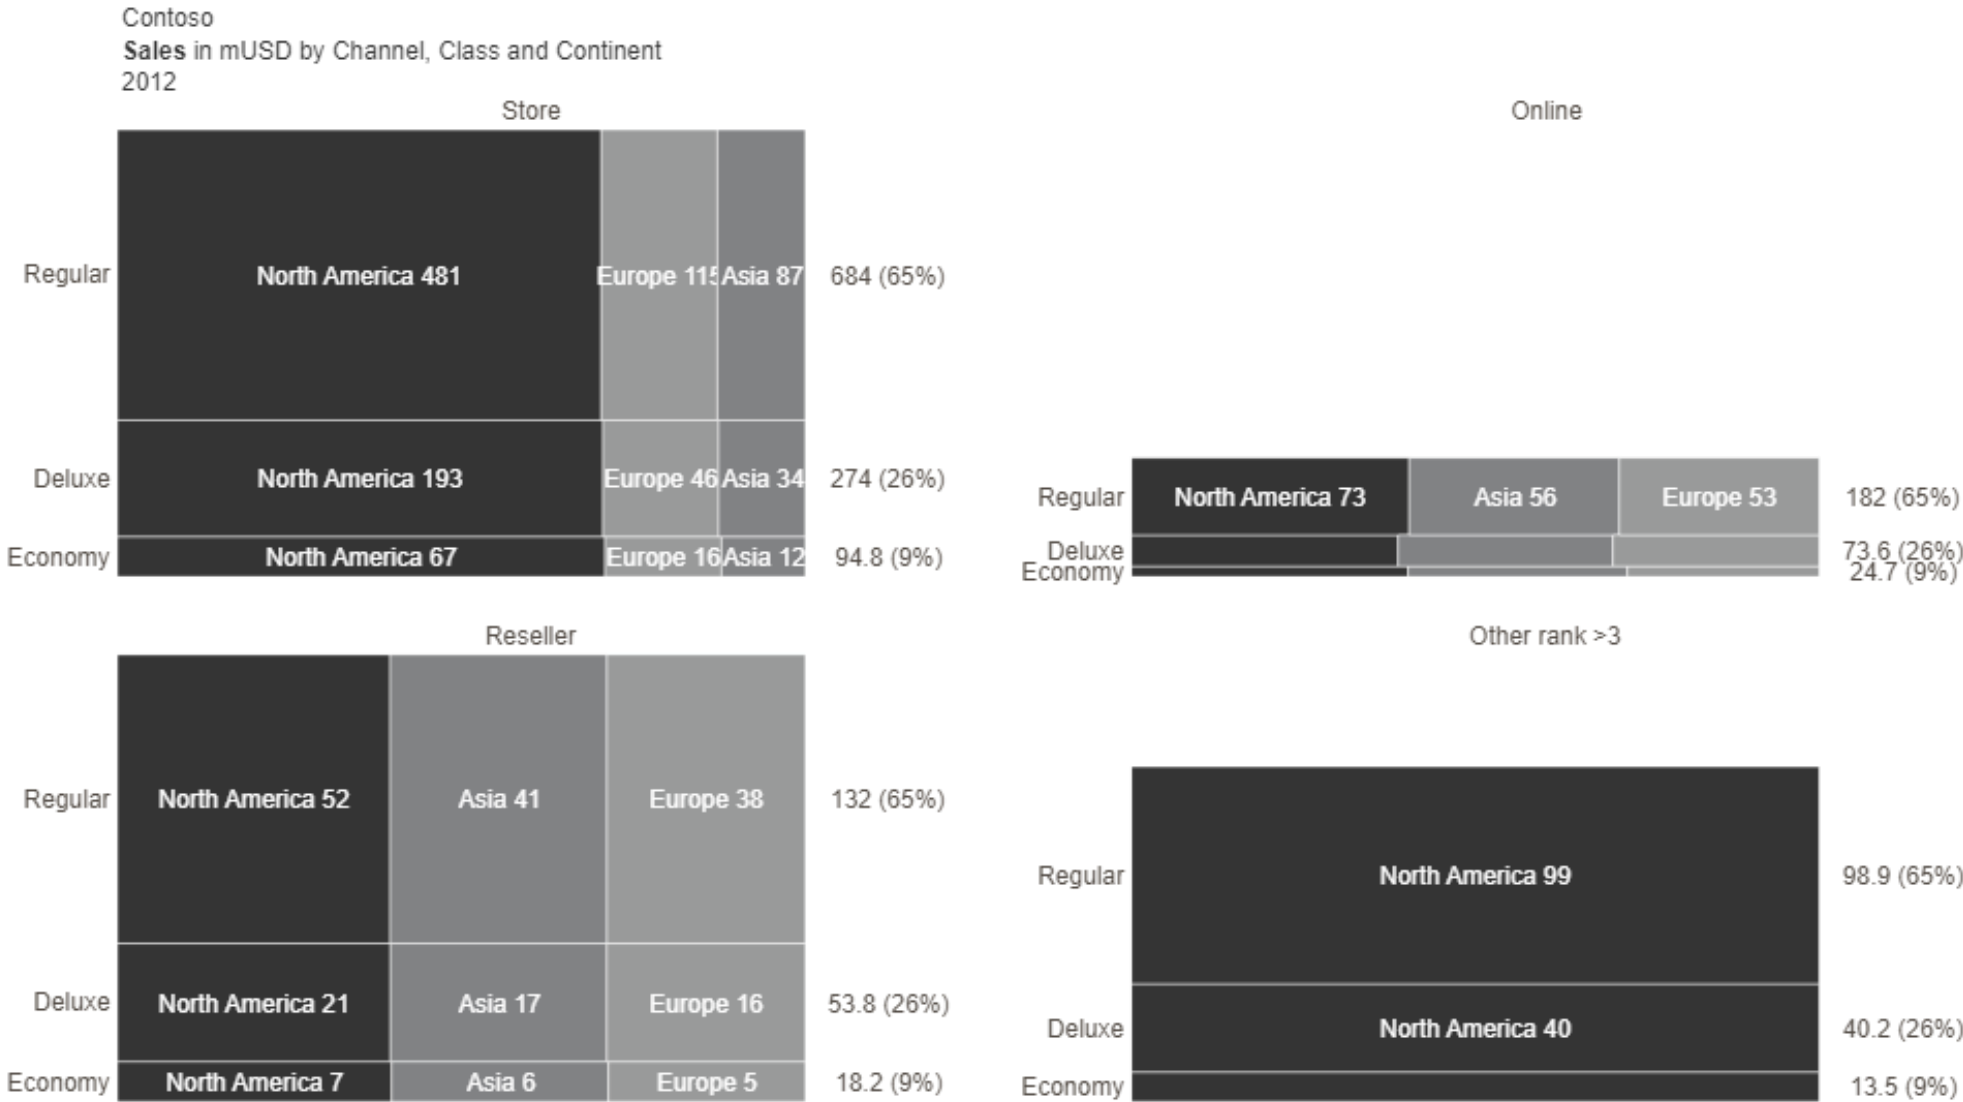 Contoso
Sales in mUSD by Channel, Class and Continent
2012
Store
Regular North America 481 Europe 115 Asia 87 684 (65%)
Deluxe North America 193 Europe 46 Asia 34 274 (26%)
Economy North America 67 Europe 16 Asia 12 94.8 (9%)
Online
Regular North America 73 Asia 56 Europe 53 182 (65%)
Deluxe 73.6 (26%)
Economy 24.7 (9%)
Reseller
Regular North America 52 Asia 41 Europe 38 132 (65%)
Deluxe North America 21 Asia 17 Europe 16 53.8 (26%)
Economy North America 7 Asia 6 Europe 5 18.2 (9%)
Other rank >3
Regular North America 99 98.9 (65%)
Deluxe North America 40 40.2 (26%)
Economy 13.5 (9%)